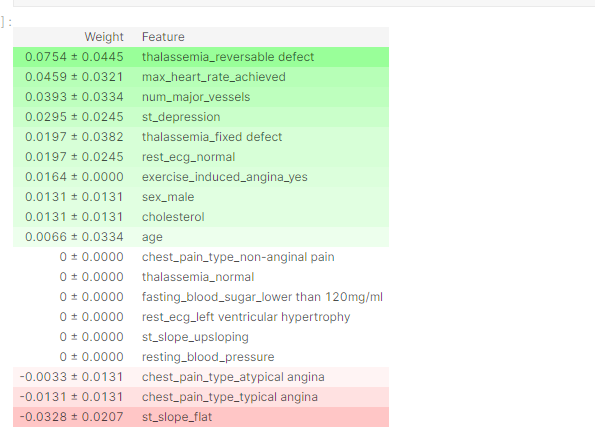 ]:
Weight Feature
0.0754 ± 0.0445 thalassemia_reversable defect
0.0459 ± 0.0321 max_heart_rate_achieved
0.0393 ± 0.0334 num_major_vessels
0.0295 ± 0.0245 st_depression
0.0197 ± 0.0382 thalassemia_fixed defect
0.0197 ± 0.0245 rest_ecg_normal
0.0164 ± 0.0000 exercise_induced_angina_yes
0.0131 ± 0.0131 sex_male
0.0131 ± 0.0131 cholesterol
0.0066 ± 0.0334 age
0 ± 0.0000 chest_pain_type_non-anginal pain
0 ± 0.0000 thalassemia_normal
0 ± 0.0000 fasting_blood_sugar_lower than 120mg/ml
0 ± 0.0000 rest_ecg_left ventricular hypertrophy
0 ± 0.0000 st_slope_upsloping
0 ± 0.0000 resting_blood_pressure
-0.0033 ± 0.0131 chest_pain_type_atypical angina
-0.0131 ± 0.0131 chest_pain_type_typical angina
-0.0328 ± 0.0207 st_slope_flat